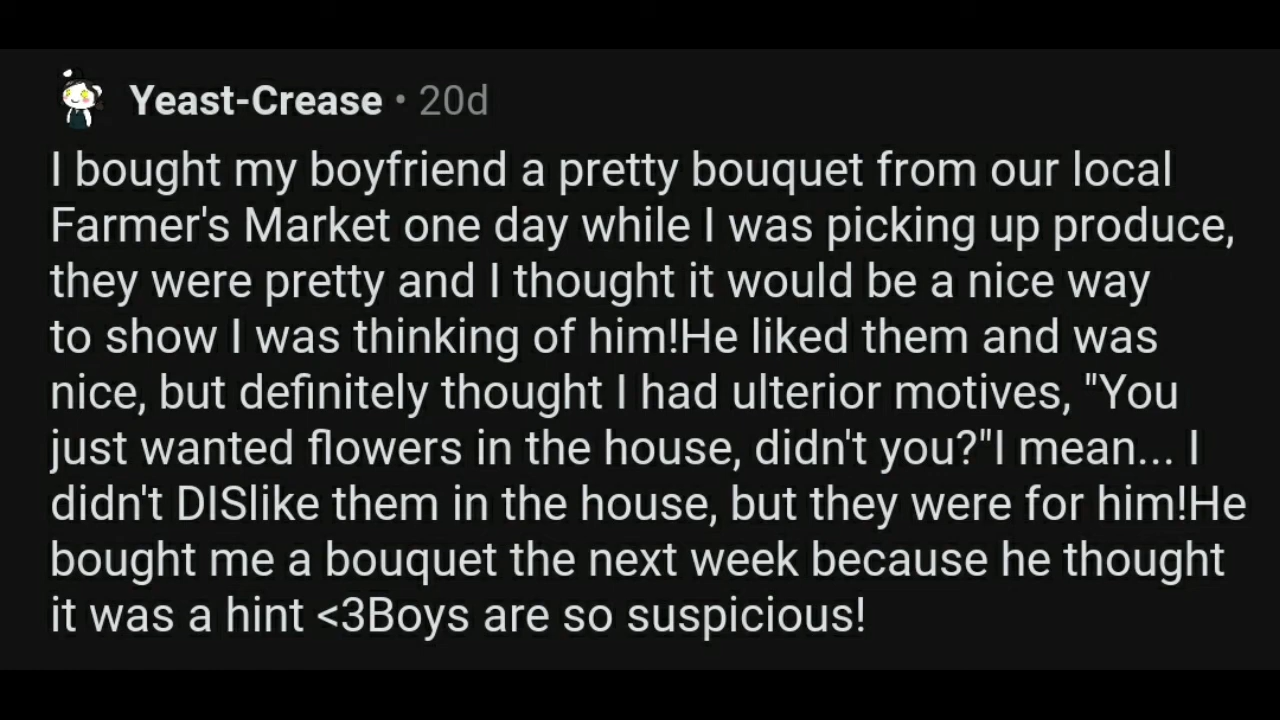 Yeast-Crease • 20d
I bought my boyfriend a pretty bouquet from our local
Farmer's Market one day while I was picking up produce,
they were pretty and I thought it would be a nice way
to show I was thinking of him!He liked them and was
nice, but definitely thought I had ulterior motives, "You
just wanted flowers in the house, didn't you?"I mean... I
didn't DISlike them in the house, but they were for him!He
bought me a bouquet the next week because he thought
it was a hint <3Boys are so suspicious!